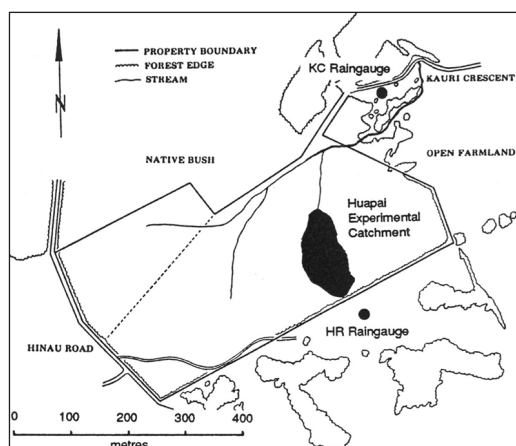 PROPERTY BOUNDARY
FOREST EDGE
STREAM
N
KC Raingauge
KAURI CRESCENT
NATIVE BUSH
OPEN FARMLAND
Huapai
Experimental
Catchment
HR Raingauge
HINAU ROAD
0 100 200 300 400
metres